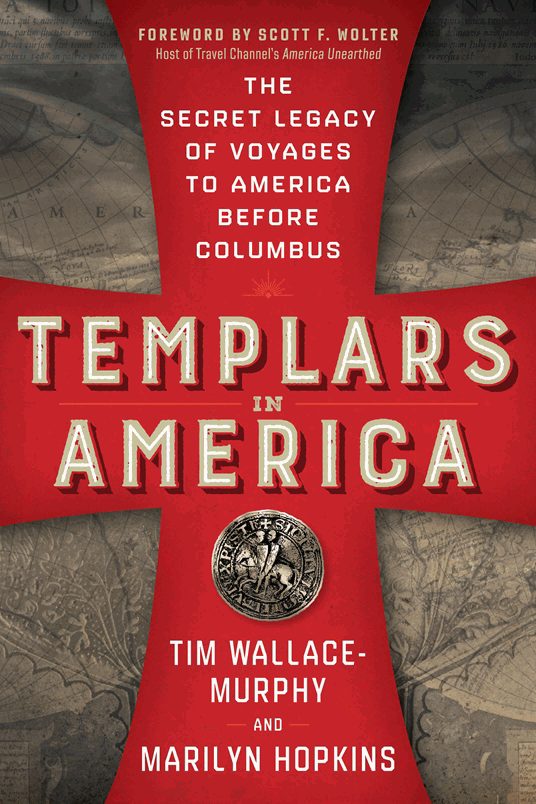 FOREWORD BY SCOTT F. WOLTER
Host of Travel Channel's America Unearthed
THE
SECRET LEGACY
OF VOYAGES
TO AMERICA
BEFORE
COLUMBUS
AMER
A
TEMPLARS
IN
AMERICA
TIM WALLACE-
MURPHY
AND
MARILYN HOPKINS